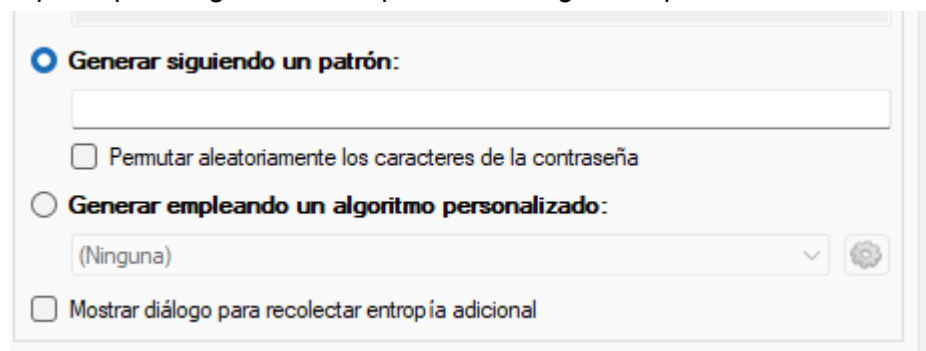 Generar siguiendo un patrón:
Permutar aleatoriamente los caracteres de la contraseña
Generar empleando un algoritmo personalizado:
(Ninguna)
Mostrar diálogo para recolectar entropía adicional